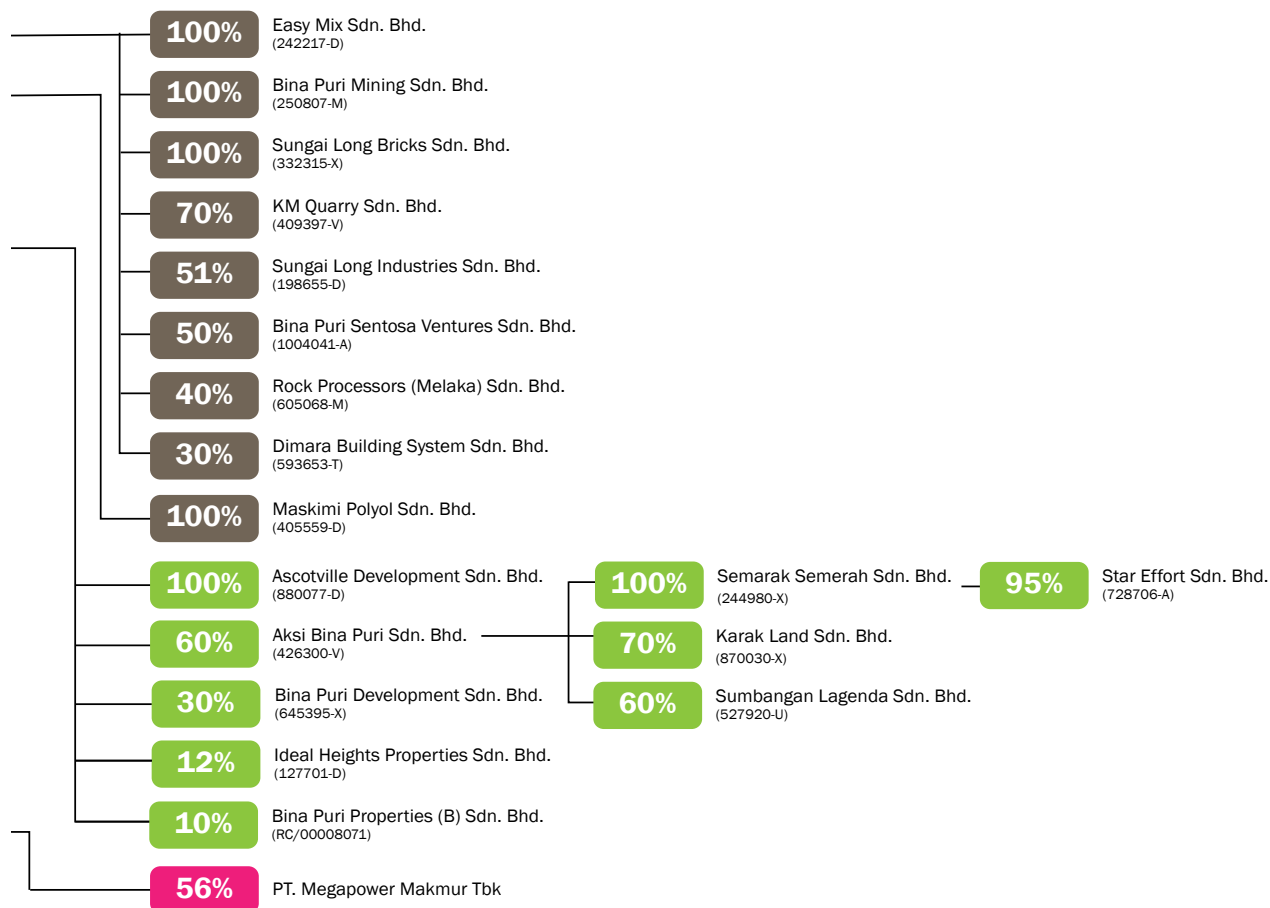 100% Easy Mix Sdn. Bhd.
(242217-D)
100% Bina Puri Mining Sdn. Bhd.
(250807-M)
100% Sungai Long Bricks Sdn. Bhd.
(332315-X)
70% KM Quarry Sdn. Bhd.
(409397-V)
51% Sungai Long Industries Sdn. Bhd.
(198655-D)
50% Bina Puri Sentosa Ventures Sdn. Bhd.
(1004041-A)
40% Rock Processors (Melaka) Sdn. Bhd.
(605068-M)
30% Dimara Building System Sdn. Bhd.
(593653-T)
100% Maskimi Polyol Sdn. Bhd.
(405559-D)
100% Ascotville Development Sdn. Bhd.
(880077-D)
100% Semarak Semerah Sdn. Bhd.
(244980-X)
95% Star Effort Sdn. Bhd.
(728706-A)
60% Aksi Bina Puri Sdn. Bhd.
(426300-V)
70% Karak Land Sdn. Bhd.
(870030-X)
30% Bina Puri Development Sdn. Bhd.
(645395-X)
60% Sumbangan Lagenda Sdn. Bhd.
(527920-U)
12% Ideal Heights Properties Sdn. Bhd.
(127701-D)
10% Bina Puri Properties (B) Sdn. Bhd.
(RC/00008071)
56% PT. Megapower Makmur Tbk